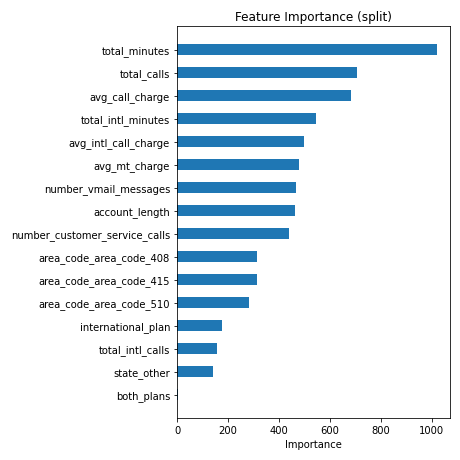 Feature Importance (split)
total_minutes
total_calls
avg_call_charge
total_intl_minutes
avg_intl_call_charge
avg_mt_charge
number_vmail_messages
account_length
number_customer_service_calls
area_code_area_code_408
area_code_area_code_415
area_code_area_code_510
international_plan
total_intl_calls
state_other
both_plans
0 200 400 600 800 1000
Importance